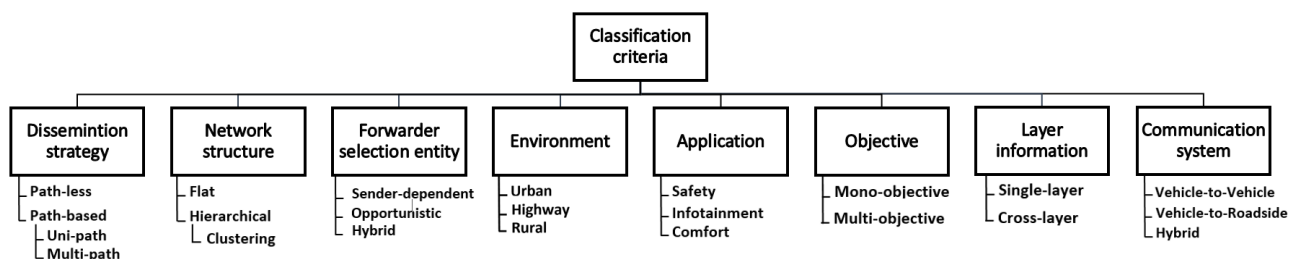 Classification
criteria
Dissemintion
strategy
Path-less
Path-based
Uni-path
Multi-path
Network
structure
Flat
Hierarchical
Clustering
Forwarder
selection entity
Sender-dependent
Opportunistic
Hybrid
Environment
Urban
Highway
Rural
Application
Safety
Infotainment
Comfort
Objective
Mono-objective
Multi-objective
Layer
information
Single-layer
Cross-layer
Communication
system
Vehicle-to-Vehicle
Vehicle-to-Roadside
Hybrid